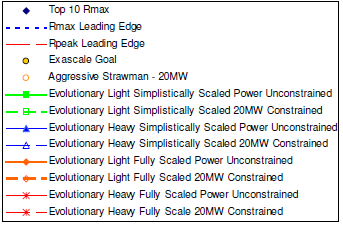 Top 10 Rmax
Rmax Leading Edge
Rpeak Leading Edge
Exascale Goal
Aggressive Strawman - 20MW
Evolutionary Light Simplistically Scaled Power Unconstrained
Evolutionary Light Simplistically Scaled 20MW Constrained
Evolutionary Heavy Simplistically Scaled Power Unconstrained
Evolutionary Heavy Simplistically Scaled 20MW Constrained
Evolutionary Light Fully Scaled Power Unconstrained
Evolutionary Light Fully Scaled 20MW Constrained
Evolutionary Heavy Fully Scaled Power Unconstrained
Evolutionary Heavy Fully Scale 20MW Constrained